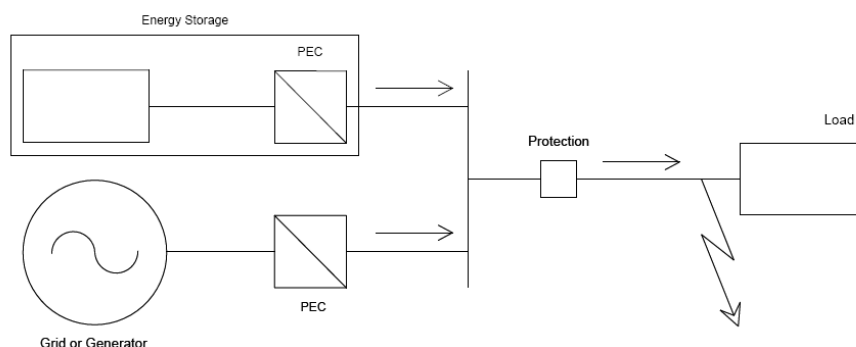 Energy Storage
PEC
Load
Protection
PEC
Grid or Generator